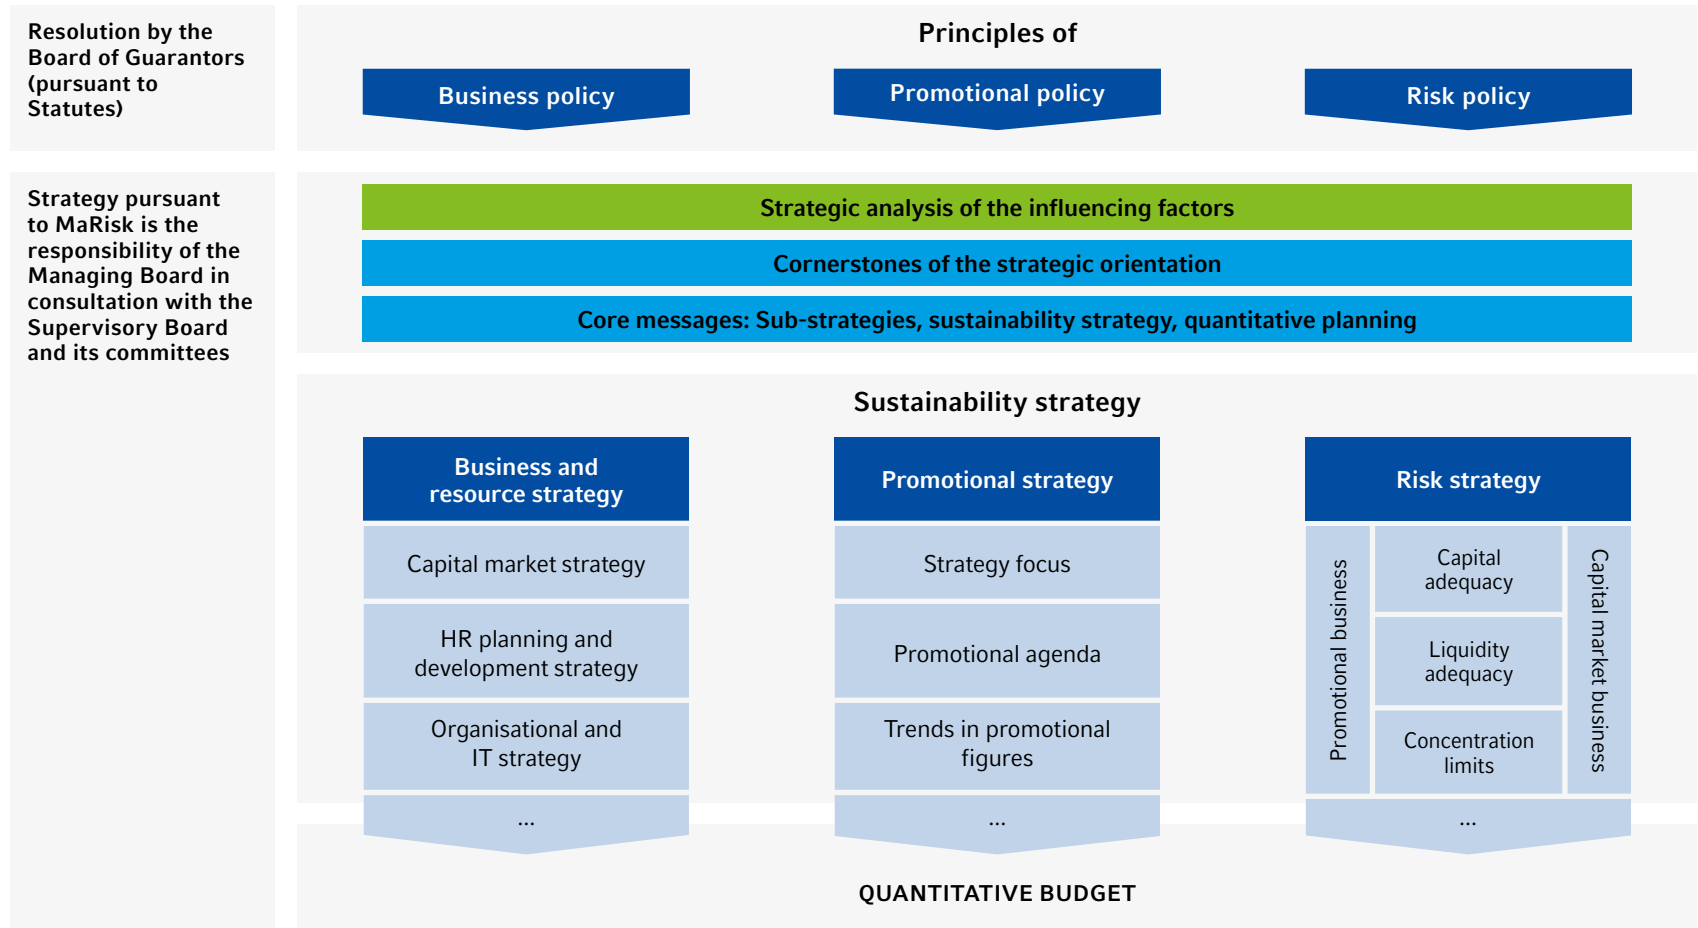 Resolution by the
Board of Guarantors
(pursuant to
Statutes)
Principles of
Business policy
Promotional policy
Risk policy
Strategy pursuant
to MaRisk is the
responsibility of the
Managing Board in
consultation with the
Supervisory Board
and its committees
Strategic analysis of the influencing factors
Cornerstones of the strategic orientation
Core messages: Sub-strategies, sustainability strategy, quantitative planning
Sustainability strategy
Business and
resource strategy
Capital market strategy
HR planning and
development strategy
Organisational and
IT strategy
...
Promotional strategy
Strategy focus
Promotional agenda
Trends in promotional
figures
...
Risk strategy
Promotional business
Capital
adequacy
Liquidity
adequacy
Concentration
limits
Capital market business
...
QUANTITATIVE BUDGET